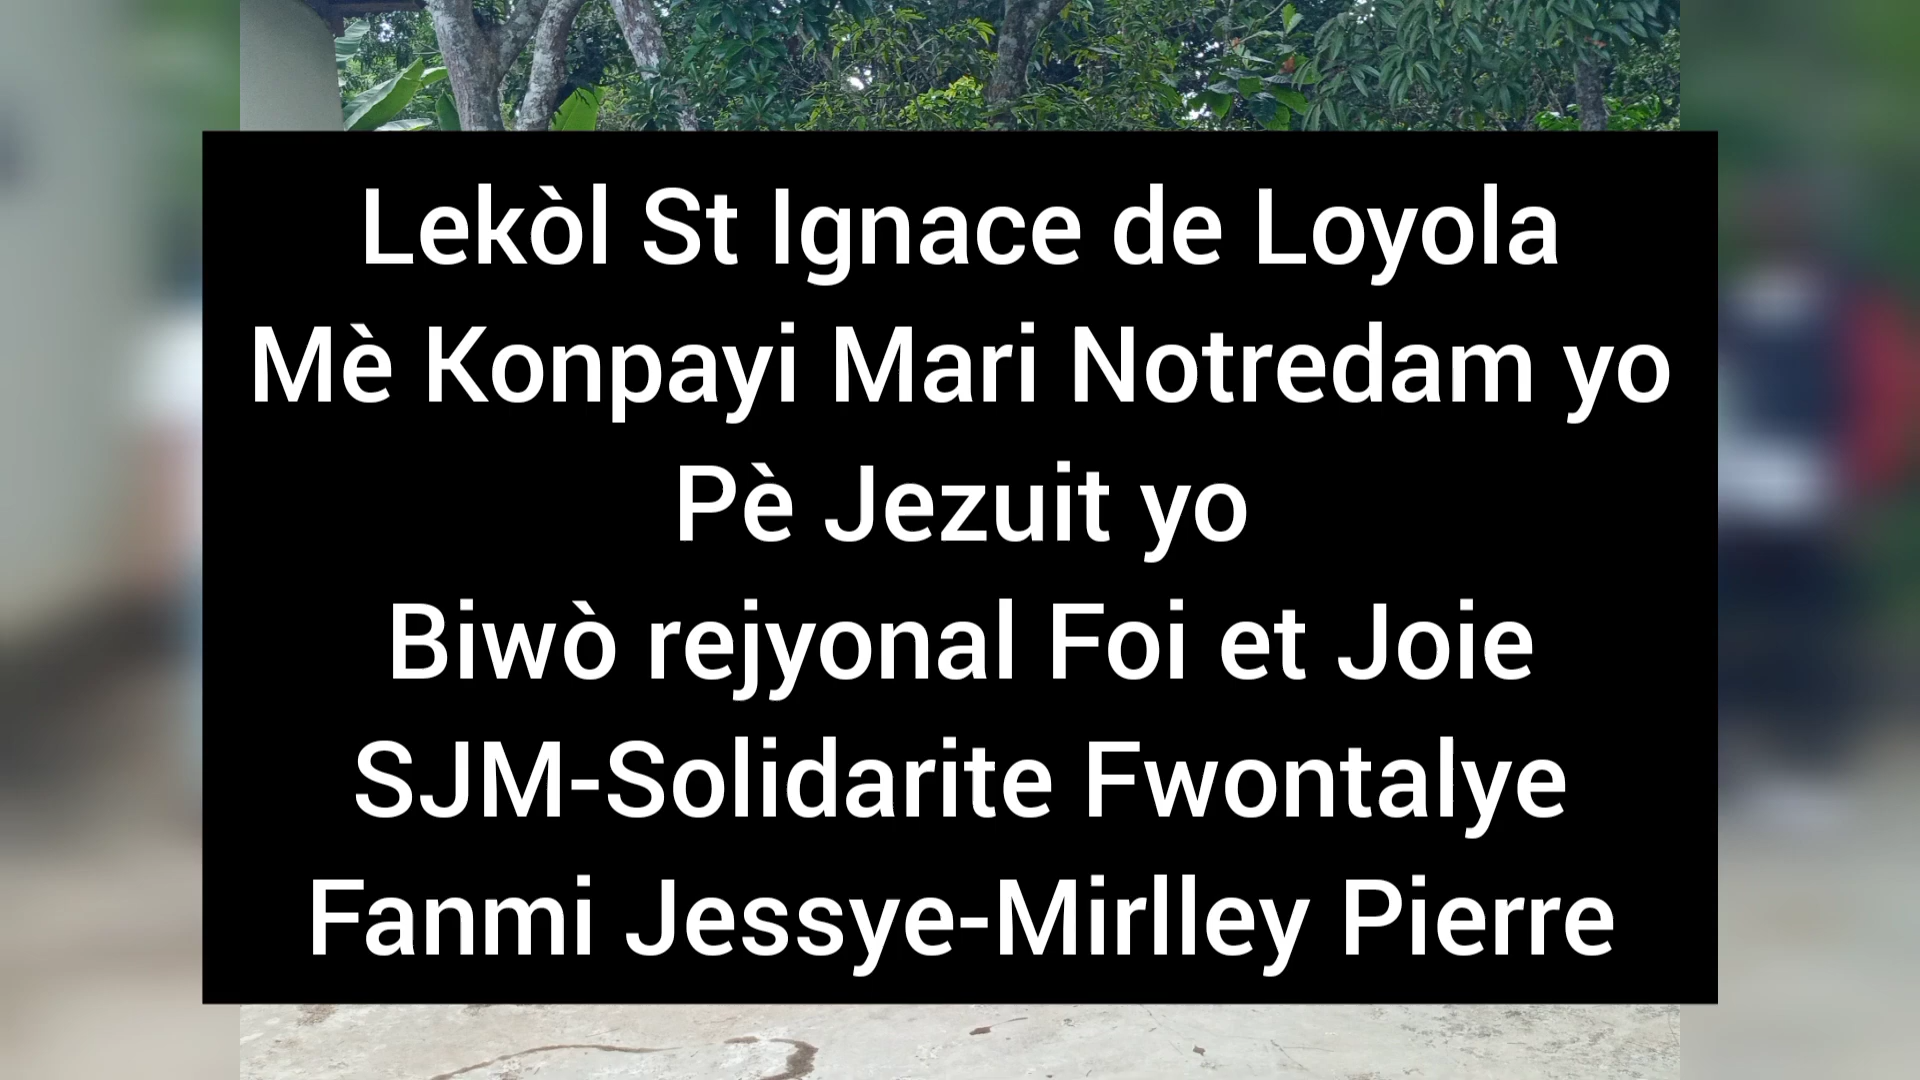 Lekòl St Ignace de Loyola
Mè Konpayi Mari Notredam yo
Pè Jezuit yo
Biwò rejyonal Foi et Joie
SJM-Solidarite Fwontalye
Fanmi Jessye-Mirlley Pierre